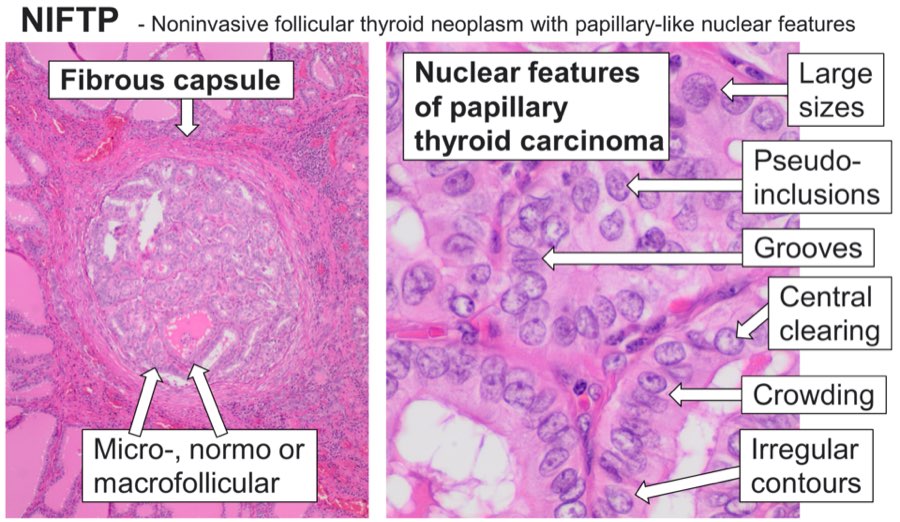 NIFTP - Noninvasive follicular thyroid neoplasm with papillary-like nuclear features
Fibrous capsule
Micro-, normo or
macrofollicular
Nuclear features
of papillary
thyroid carcinoma
Large
sizes
Pseudo-
inclusions
Grooves
Central
clearing
Crowding
Irregular
contours